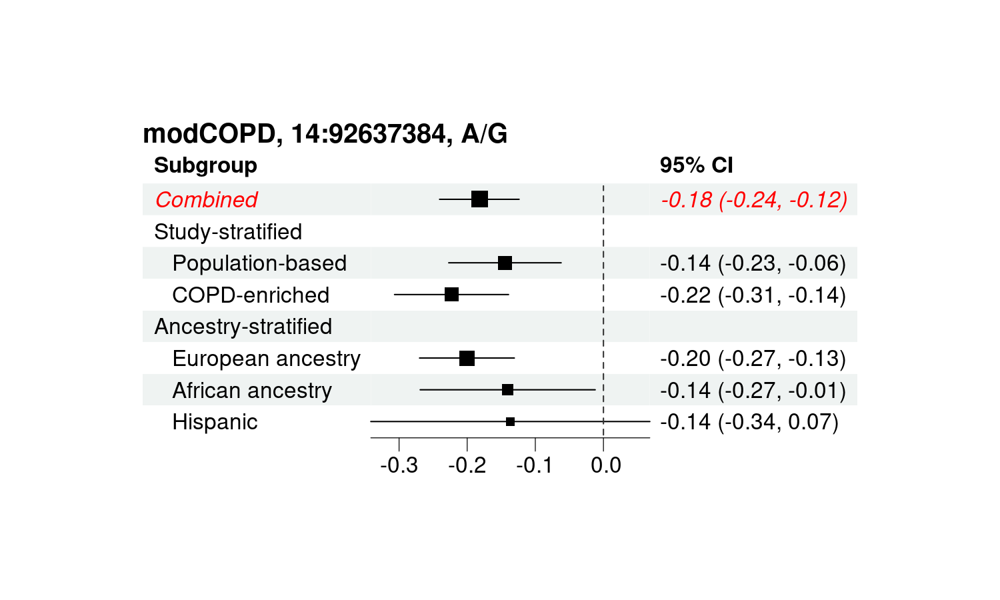 modCOPD, 14:92637384, A/G
Subgroup 95% CI
Combined -0.18 (-0.24, -0.12)
Study-stratified
Population-based -0.14 (-0.23, -0.06)
COPD-enriched -0.22 (-0.31, -0.14)
Ancestry-stratified
European ancestry -0.20 (-0.27, -0.13)
African ancestry -0.14 (-0.27, -0.01)
Hispanic -0.14 (-0.34, 0.07)
-0.3 -0.2 -0.1 0.0